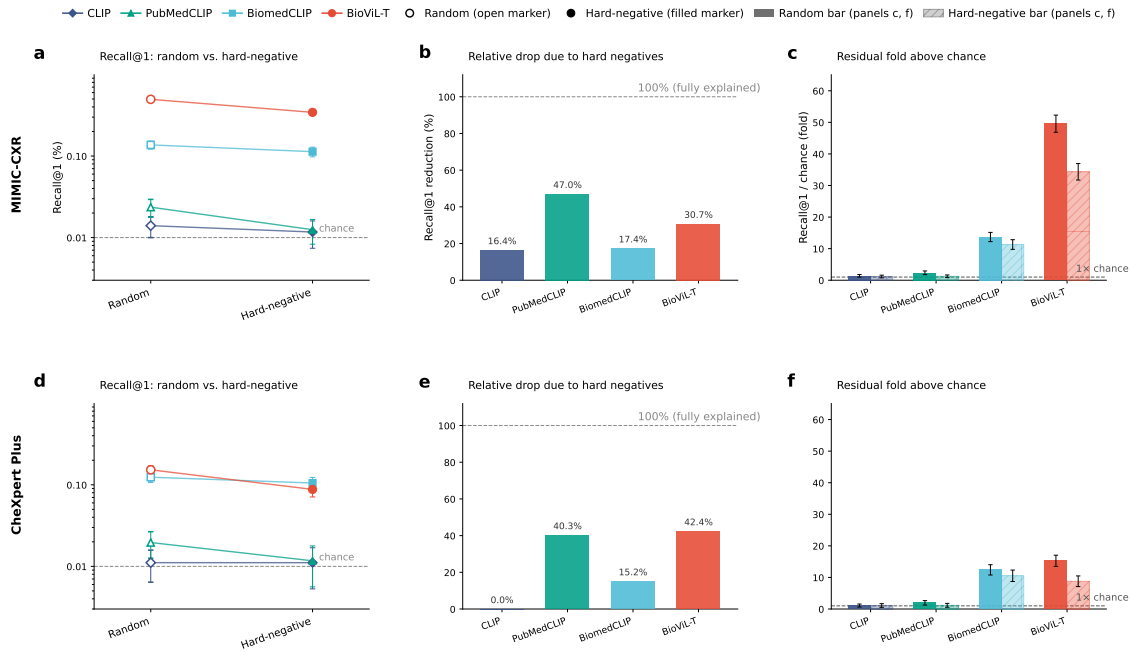 CLIP PubMedCLIP BiomedCLIP BioViL-T Random (open marker) Hard-negative (filled marker) Random bar (panels c, f) Hard-negative bar (panels c, f)
MIMIC-CXR
a Recall@1: random vs. hard-negative
Recall@1 (%)
0.10
0.01
chance
Random
Hard-negative
b Relative drop due to hard negatives
Recall@1 reduction (%)
100
80
60
40
20
0
100% (fully explained)
16.4%
47.0%
17.4%
30.7%
CLIP
PubMedCLIP
BiomedCLIP
BioViL-T
c Residual fold above chance
Recall@1 / chance (fold)
60
50
40
30
20
10
0
1× chance
CLIP
PubMedCLIP
BiomedCLIP
BioViL-T
CheXpert Plus
d Recall@1: random vs. hard-negative
0.10
0.01
chance
Random
Hard-negative
e Relative drop due to hard negatives
100
80
60
40
20
0
100% (fully explained)
0.0%
40.3%
15.2%
42.4%
CLIP
PubMedCLIP
BiomedCLIP
BioViL-T
f Residual fold above chance
60
50
40
30
20
10
0
1× chance
CLIP
PubMedCLIP
BiomedCLIP
BioViL-T